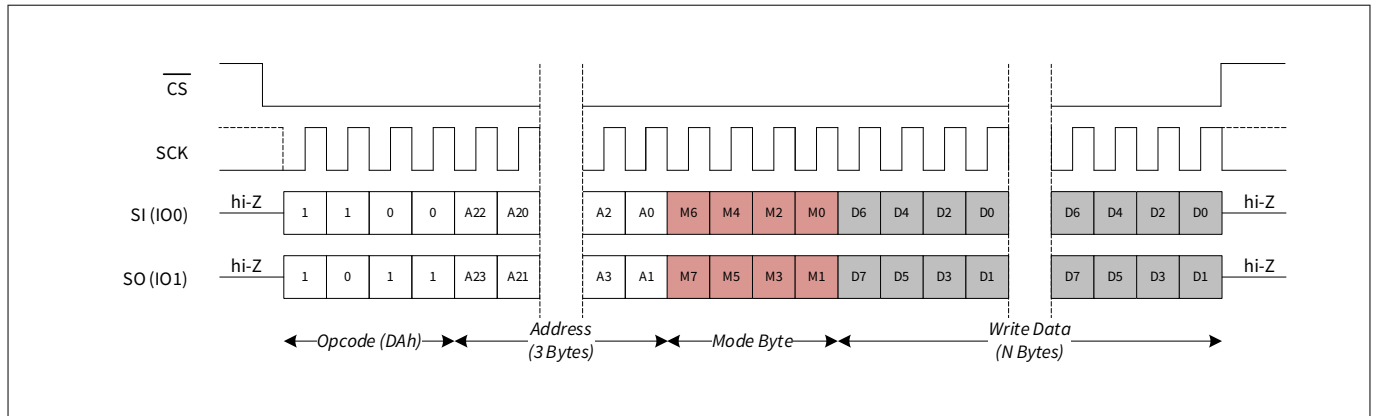 CS
SCK
SI (IO0) hi-Z 1 1 0 0 A22 A20 A2 A0 M6 M4 M2 M0 D6 D4 D2 D0 D6 D4 D2 D0 hi-Z
SO (IO1) hi-Z 1 0 1 1 A23 A21 A3 A1 M7 M5 M3 M1 D7 D5 D3 D1 D7 D5 D3 D1 hi-Z
Opcode (DAh)
Address
(3 Bytes)
Mode Byte
Write Data
(N Bytes)